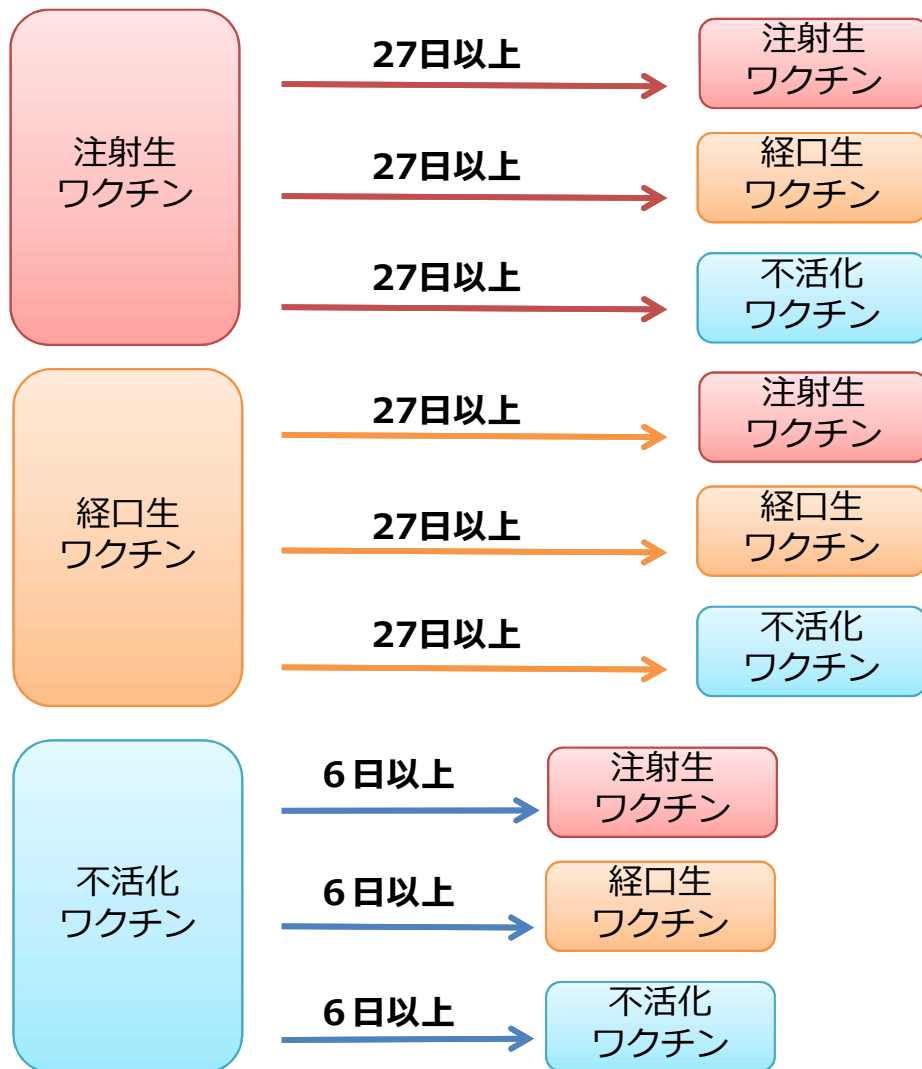 注射生
ワクチン
27日以上
注射生
ワクチン
27日以上
経口生
ワクチン
27日以上
不活化
ワクチン
経口生
ワクチン
27日以上
注射生
ワクチン
27日以上
経口生
ワクチン
27日以上
不活化
ワクチン
不活化
ワクチン
６日以上
注射生
ワクチン
６日以上
経口生
ワクチン
６日以上
不活化
ワクチン